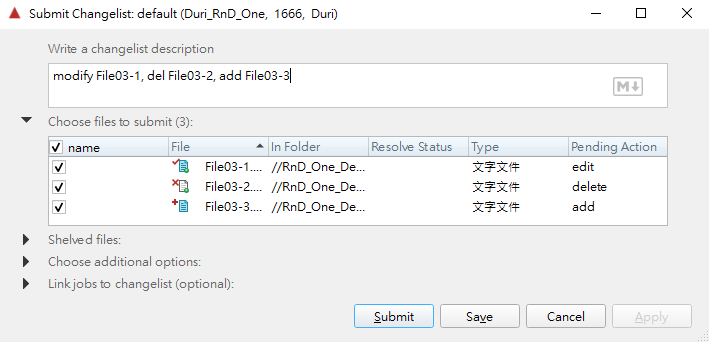 Submit Changelist: default (Duri_RnD_One, 1666, Duri)
Write a changelist description
modify File03-1, del File03-2, add File03-3
M
Choose files to submit (3):
name File In Folder Resolve Status Type Pending Action
File03-1.... //RnD_One_De... 文字文件 edit
File03-2.... //RnD_One_De... 文字文件 delete
File03-3.... //RnD_One_De... 文字文件 add
Shelved files:
Choose additional options:
Link jobs to changelist (optional):
Submit Save Cancel Apply